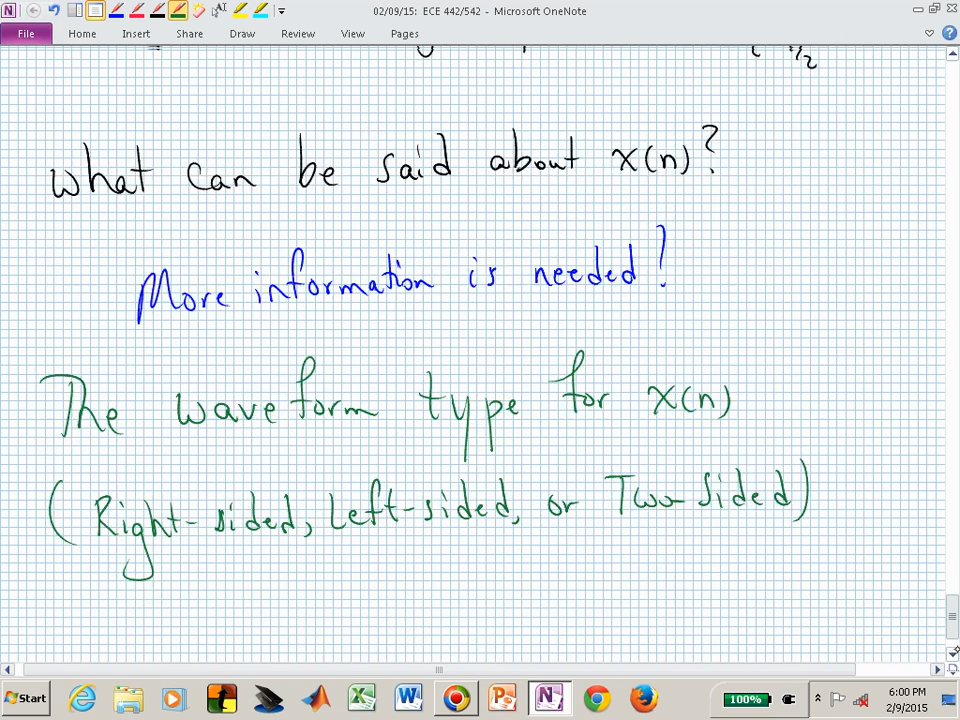 02/09/15: ECE 442/542 - Microsoft OneNote
File Home Insert Share Draw Review View Pages
What can be said about x(n)?
More information is needed!
The waveform type for x(n)
(Right-sided, Left-sided, or Two-sided)
Start
100%
6:00 PM
2/9/2015